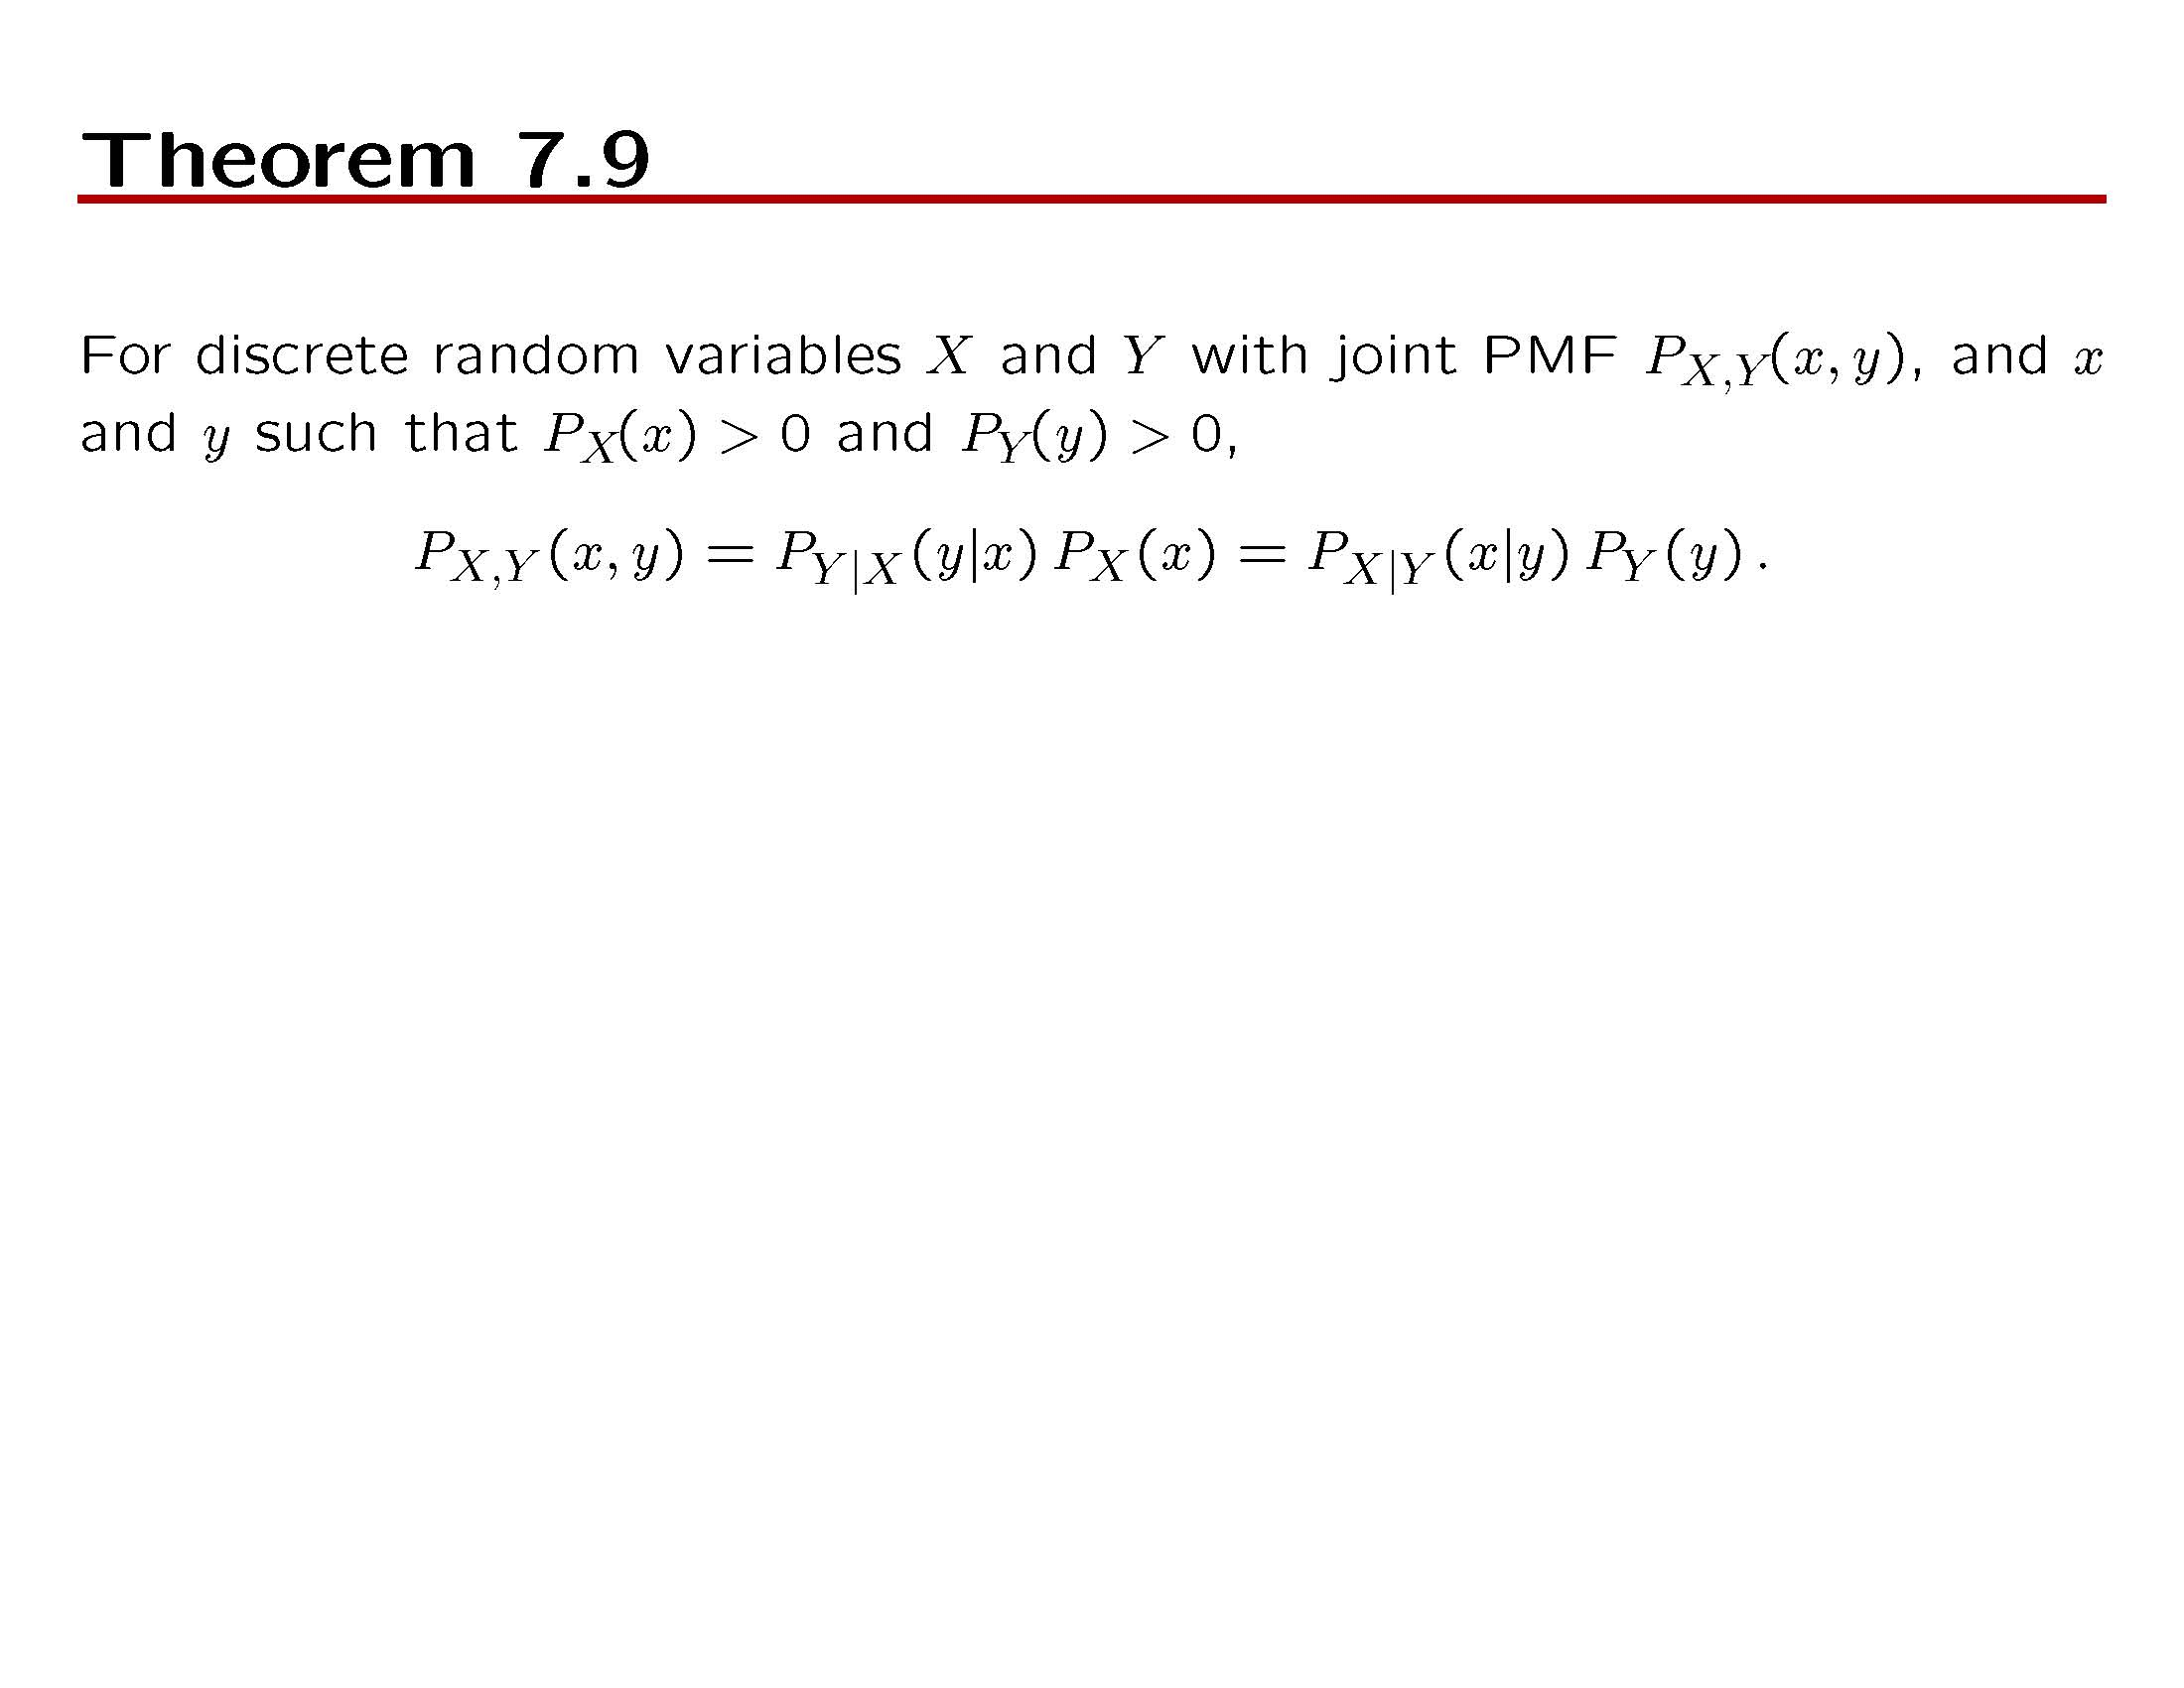 Theorem 7.9
For discrete random variables $X$ and $Y$ with joint PMF $P_{X,Y}(x,y)$, and $x$
and $y$ such that $P_X(x) > 0$ and $P_Y(y) > 0$,
$P_{X,Y}(x,y) = P_{Y|X}(y|x)\,P_X(x) = P_{X|Y}(x|y)\,P_Y(y)\,.$